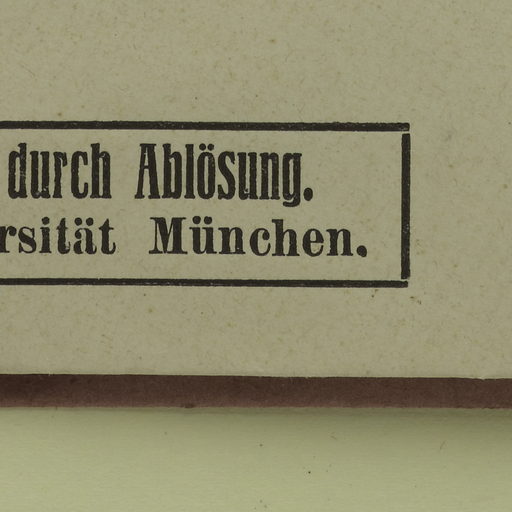 durch Ablösung.
rsität München.